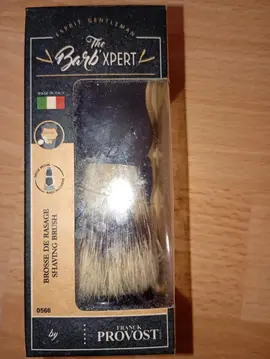 ESPRIT GENTLEMAN
The
Barb'XPERT
MADE IN ITALY
BROSSE DE RASAGE
SHAVING BRUSH
0566
by
FRANCK
PROVOST